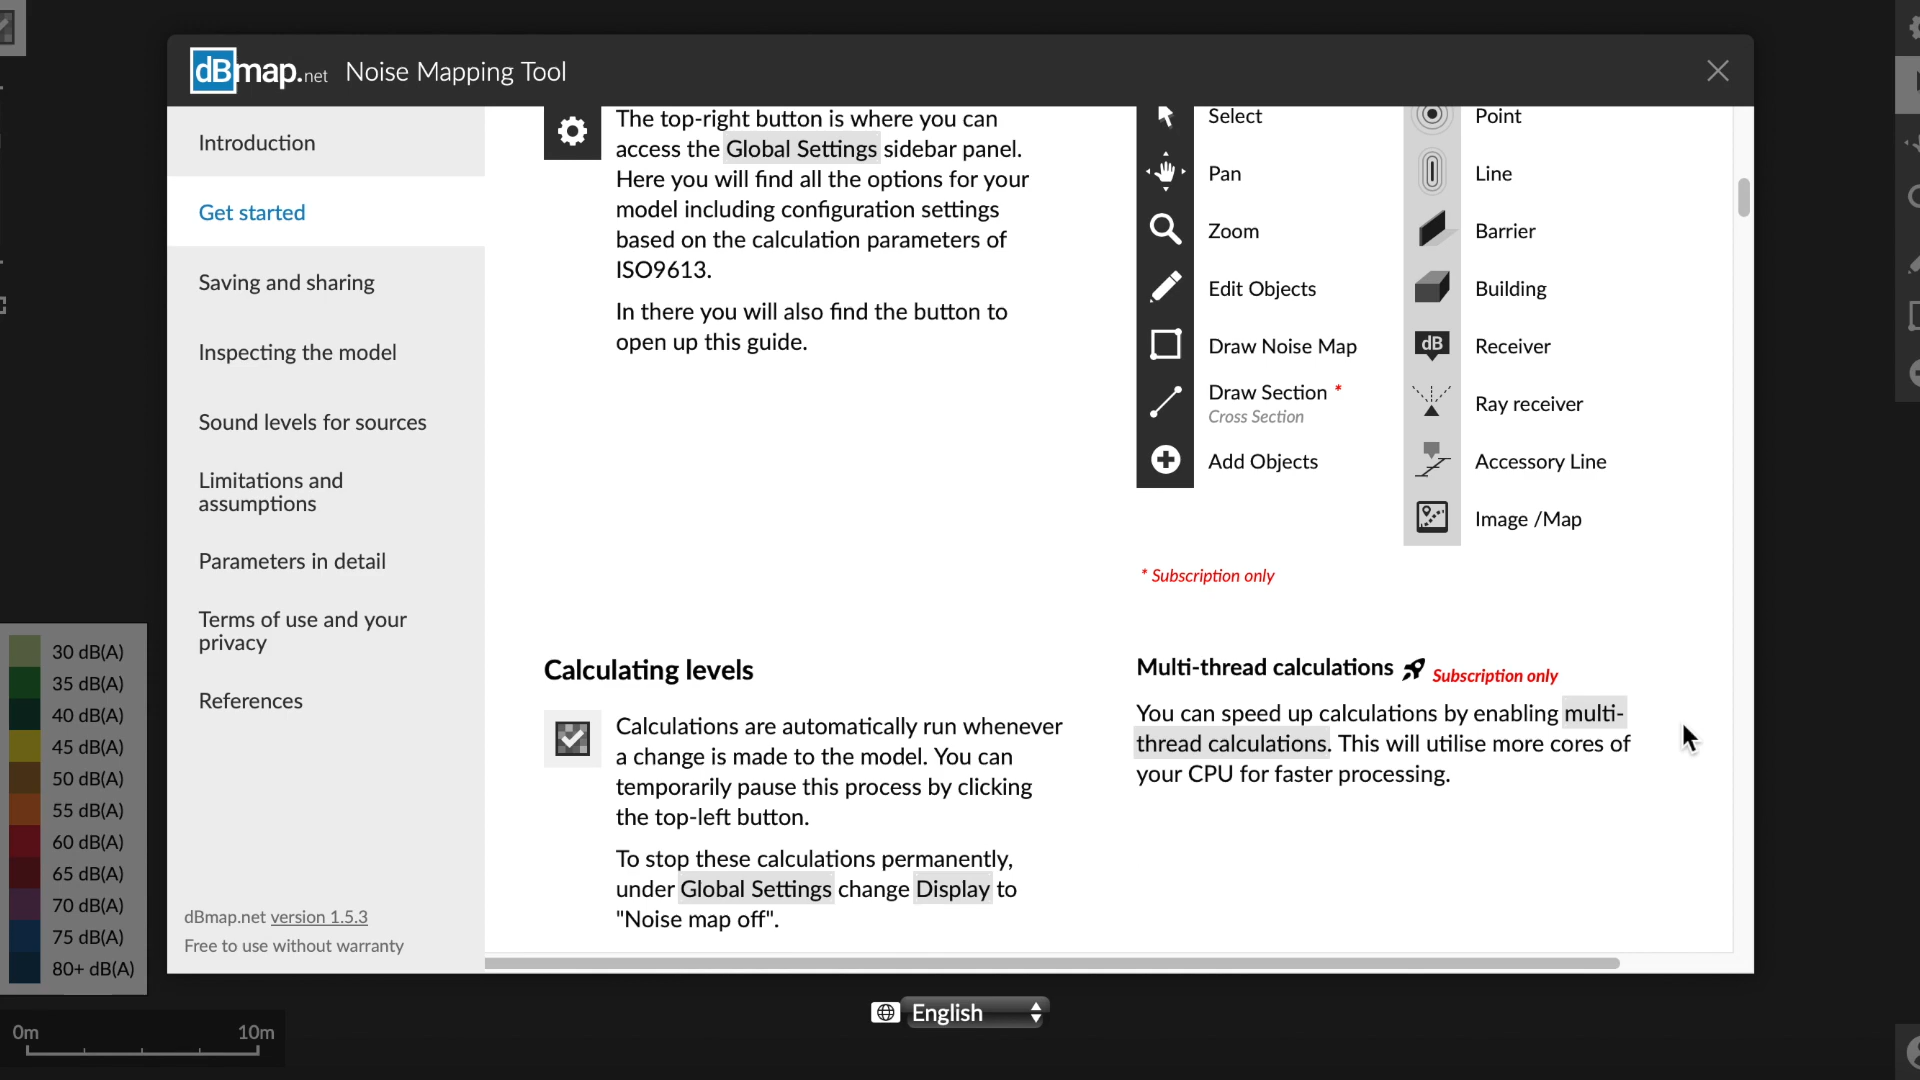 dBmap.net Noise Mapping Tool
Introduction
Get started
Saving and sharing
Inspecting the model
Sound levels for sources
Limitations and
assumptions
Parameters in detail
Terms of use and your
privacy
References
dBmap.net version 1.5.3
Free to use without warranty
The top-right button is where you can
access the Global Settings sidebar panel.
Here you will find all the options for your
model including configuration settings
based on the calculation parameters of
ISO9613.
In there you will also find the button to
open up this guide.
Select
Pan
Zoom
Edit Objects
Draw Noise Map
Draw Section *
Cross Section
Add Objects
Point
Line
Barrier
Building
dB
Receiver
Ray receiver
Accessory Line
Image /Map
* Subscription only
Calculating levels
Calculations are automatically run whenever
a change is made to the model. You can
temporarily pause this process by clicking
the top-left button.
To stop these calculations permanently,
under Global Settings change Display to
"Noise map off".
Multi-thread calculations Subscription only
You can speed up calculations by enabling multi-
thread calculations. This will utilise more cores of
your CPU for faster processing.
30 dB(A)
35 dB(A)
40 dB(A)
45 dB(A)
50 dB(A)
55 dB(A)
60 dB(A)
65 dB(A)
70 dB(A)
75 dB(A)
80+ dB(A)
0m 10m
English